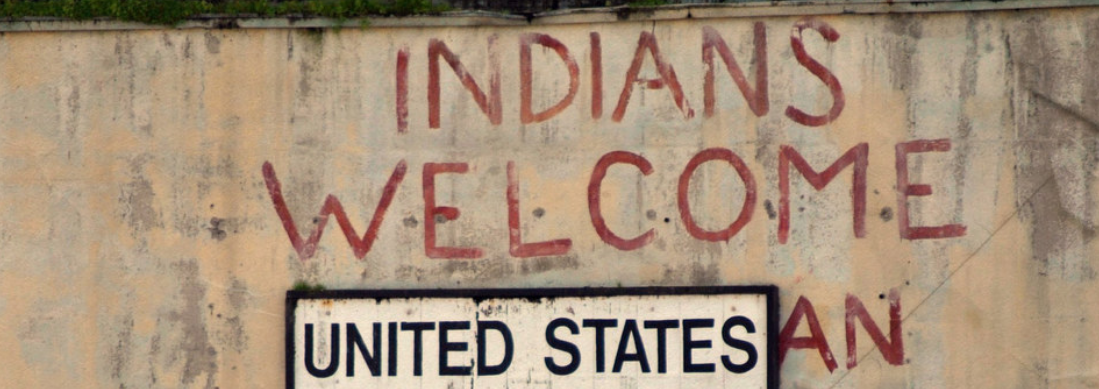 INDIANS
WELCOME
UNITED STATES
AN